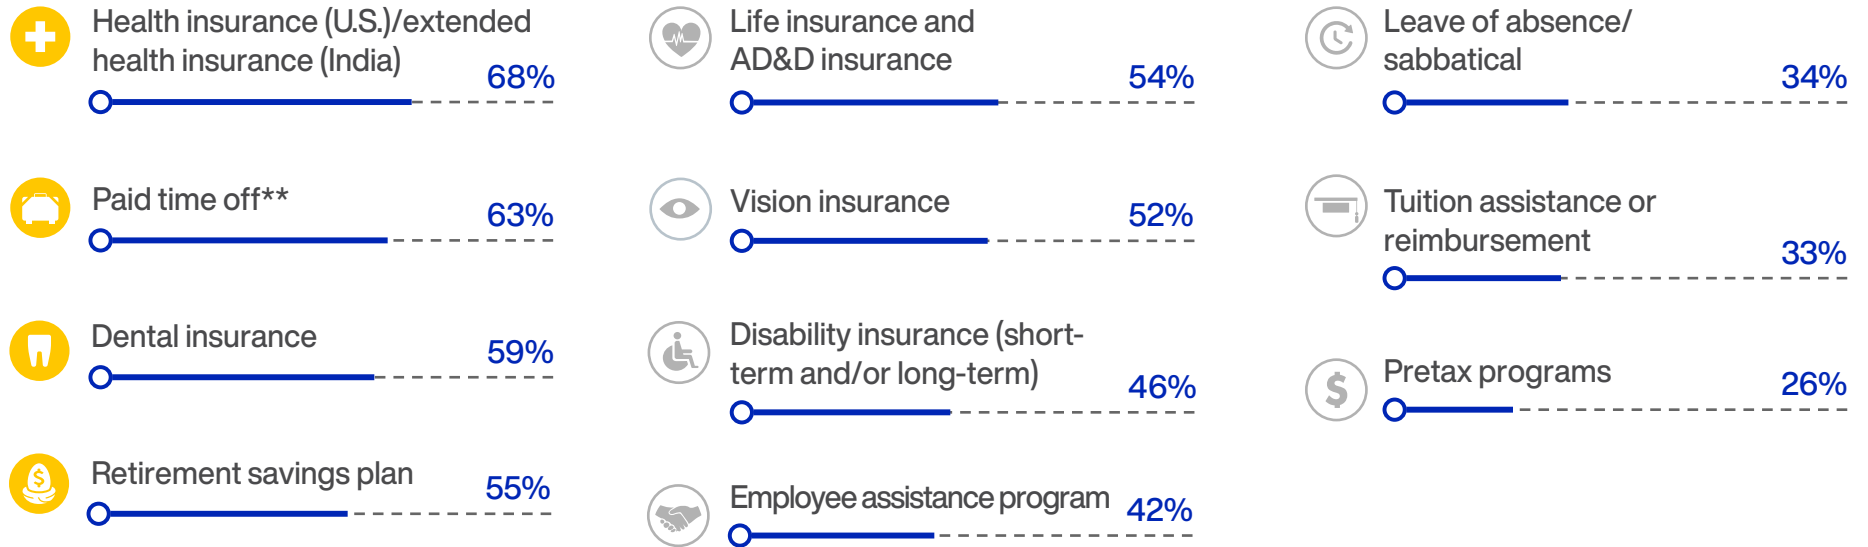 Health insurance (U.S.)/extended
health insurance (India)
68%
Paid time off**
63%
Dental insurance
59%
Retirement savings plan
55%
Life insurance and
AD&D insurance
54%
Vision insurance
52%
Disability insurance (short-
term and/or long-term)
46%
Employee assistance program
42%
Leave of absence/
sabbatical
34%
Tuition assistance or
reimbursement
33%
Pretax programs
26%